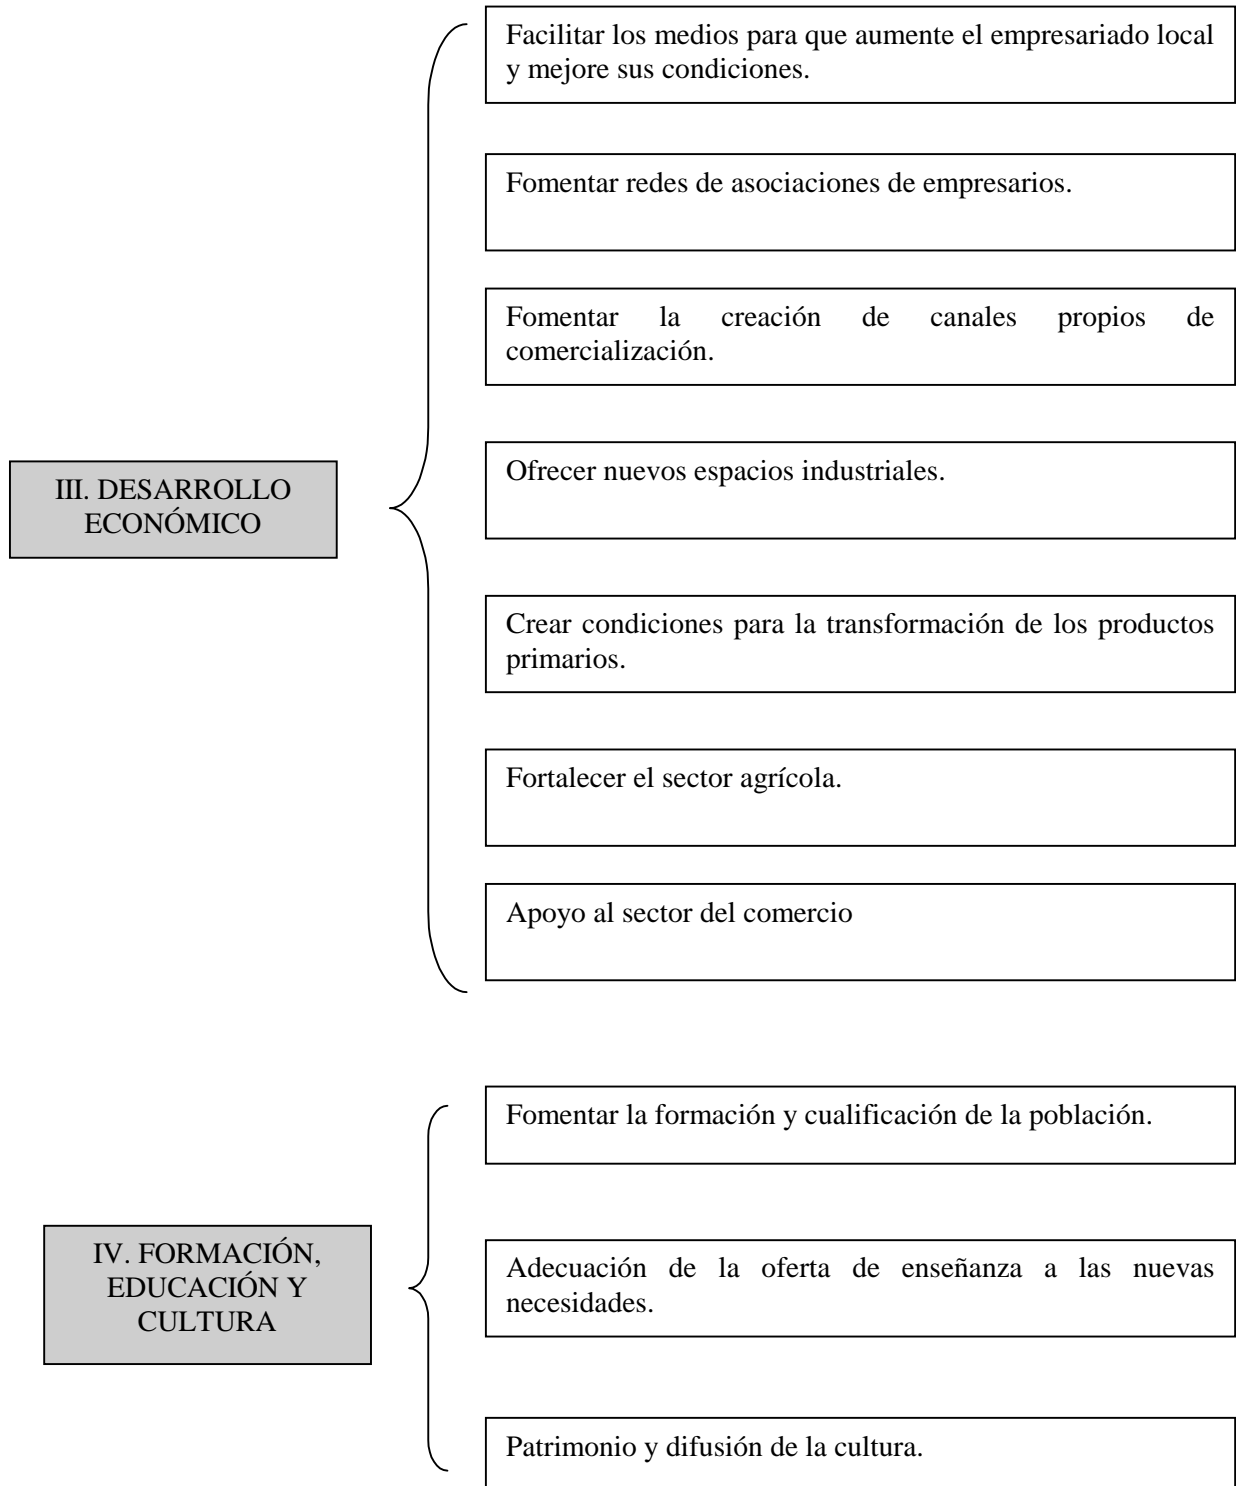 Facilitar los medios para que aumente el empresariado local
y mejore sus condiciones.
Fomentar redes de asociaciones de empresarios.
Fomentar la creación de canales propios de
comercialización.
III. DESARROLLO
ECONÓMICO
Ofrecer nuevos espacios industriales.
Crear condiciones para la transformación de los productos
primarios.
Fortalecer el sector agrícola.
Apoyo al sector del comercio
Fomentar la formación y cualificación de la población.
IV. FORMACIÓN,
EDUCACIÓN Y
CULTURA
Adecuación de la oferta de enseñanza a las nuevas
necesidades.
Patrimonio y difusión de la cultura.